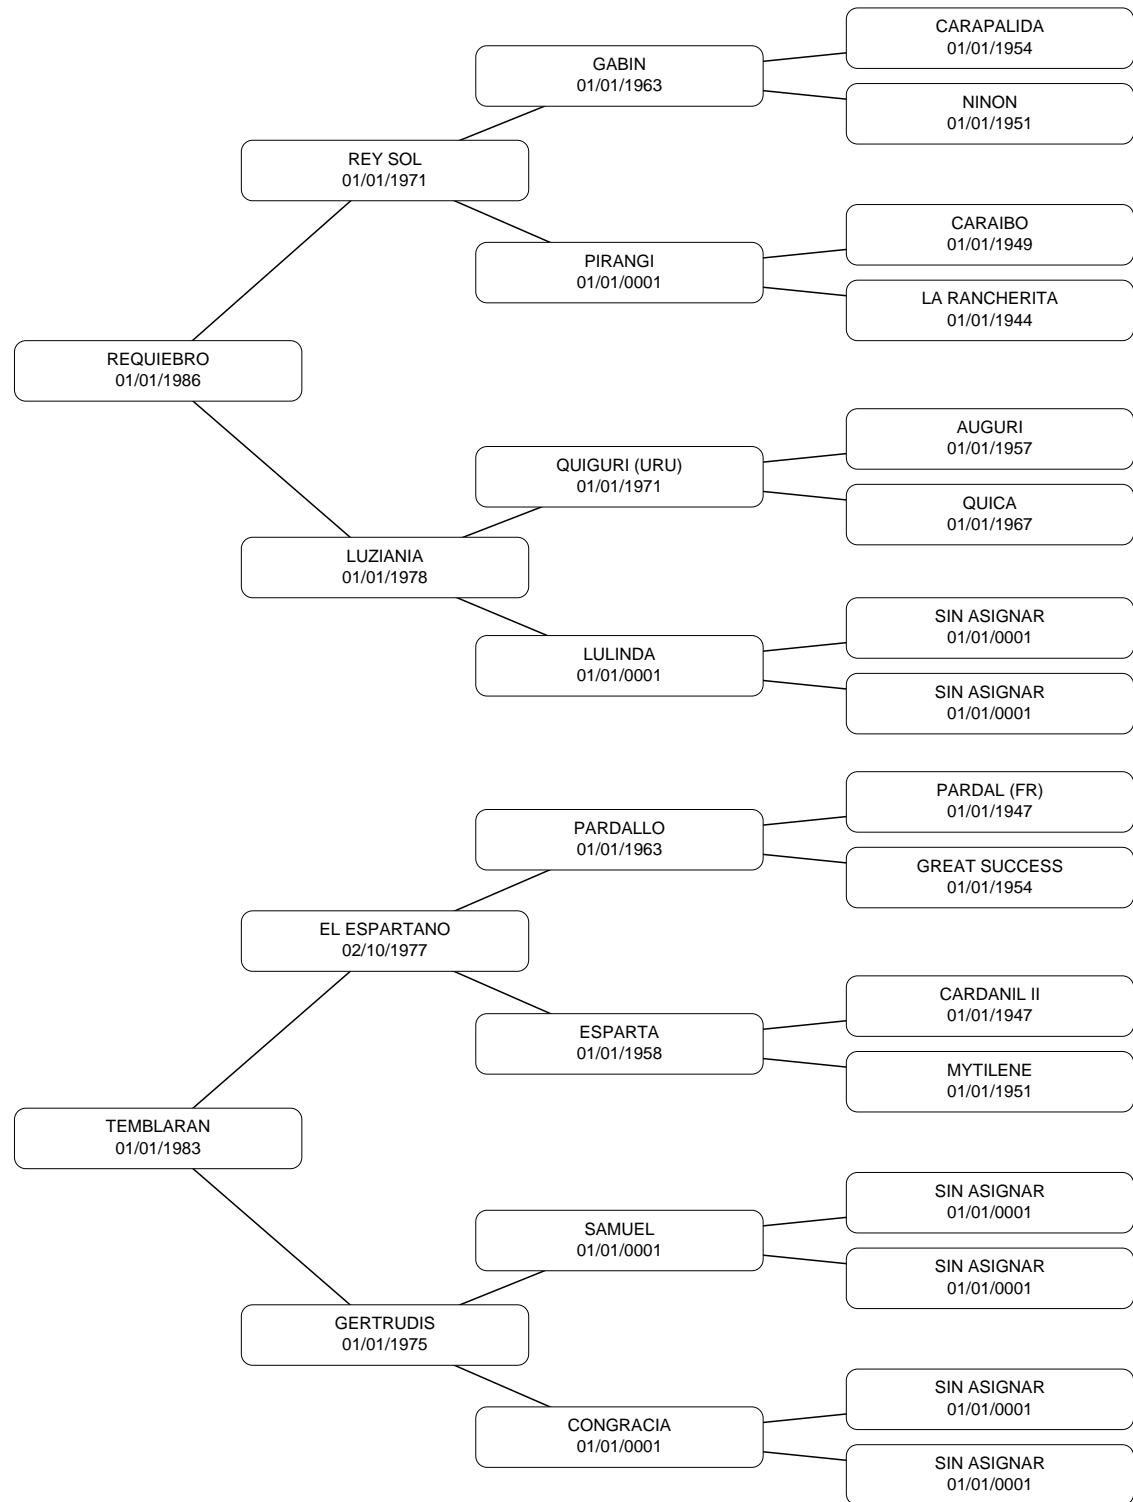 CARAPALIDA
01/01/1954
GABIN
01/01/1963
NINON
01/01/1951
REY SOL
01/01/1971
CARAIBO
01/01/1949
PIRANGI
01/01/0001
LA RANCHERITA
01/01/1944
REQUIEBRO
01/01/1986
AUGURI
01/01/1957
QUIGURI (URU)
01/01/1971
QUICA
01/01/1967
LUZIANIA
01/01/1978
SIN ASIGNAR
01/01/0001
LULINDA
01/01/0001
SIN ASIGNAR
01/01/0001
PARDAL (FR)
01/01/1947
PARDALLO
01/01/1963
GREAT SUCCESS
01/01/1954
EL ESPARTANO
02/10/1977
CARDANIL II
01/01/1947
ESPARTA
01/01/1958
MYTILENE
01/01/1951
TEMBLARAN
01/01/1983
SIN ASIGNAR
01/01/0001
SAMUEL
01/01/0001
SIN ASIGNAR
01/01/0001
GERTRUDIS
01/01/1975
SIN ASIGNAR
01/01/0001
CONGRACIA
01/01/0001
SIN ASIGNAR
01/01/0001